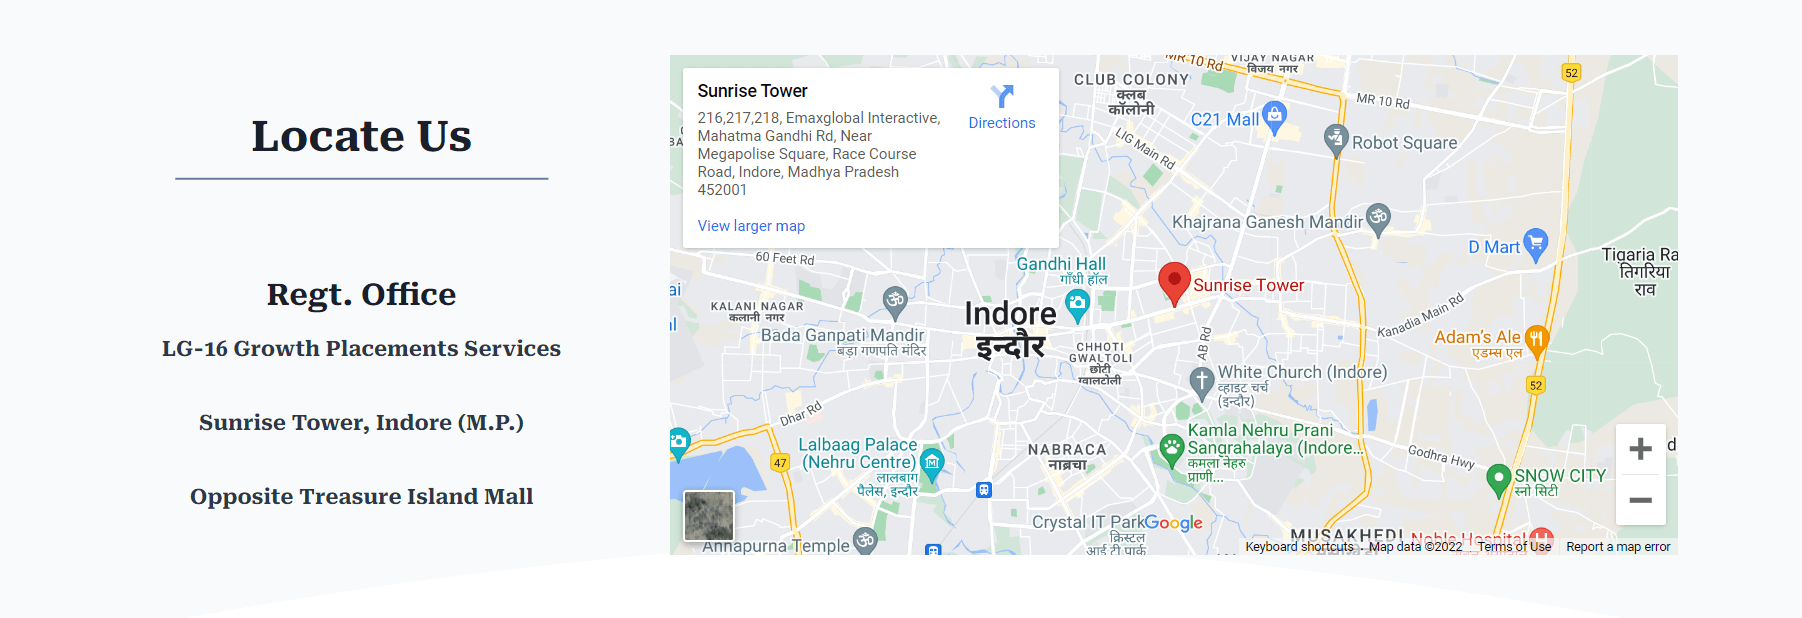 Locate Us
Regt. Office
LG-16 Growth Placements Services
Sunrise Tower, Indore (M.P.)
Opposite Treasure Island Mall
Sunrise Tower
216,217,218, Emaxglobal Interactive,
Mahatma Gandhi Rd, Near
Megapolise Square, Race Course
Road, Indore, Madhya Pradesh
452001
Directions
View larger map
MR 10 Rd
VIJAY NAGAR
विजय नगर
52
CLUB COLONY
क्लब
कॉलोनी
MR 10 Rd
C21 Mall
LIG Main Rd
Robot Square
Khajrana Ganesh Mandir
D Mart
Tigaria Ra
तिगरिया
राव
60 Feet Rd
Gandhi Hall
गाँधी हॉल
Sunrise Tower
KALANI NAGAR
कलानी नगर
Indore
इन्दौर
Bada Ganpati Mandir
बड़ा गणपति मंदिर
Kanadia Main Rd
AB Rd
Adam's Ale
एडम्स एल
CHHOTI
GWALTOLI
छोटी
ग्वालटोली
White Church (Indore)
व्हाइट चर्च
(इन्दौर)
52
Dhar Rd
Kamla Nehru Prani
Sangrahalaya (Indore...
कमला नेहरु
प्राणी...
Lalbaag Palace
(Nehru Centre)
लालबाग
पैलेस, इन्दौर
47
NABRACA
नाब्रचा
Godhra Hwy
SNOW CITY
स्नो सिटी
Crystal IT Park
क्रिस्टल
आई टी पार्क
Google
MUSAKHEDI
Noble Hospital
Annapurna Temple
Keyboard shortcuts
Map data ©2022
Terms of Use
Report a map error